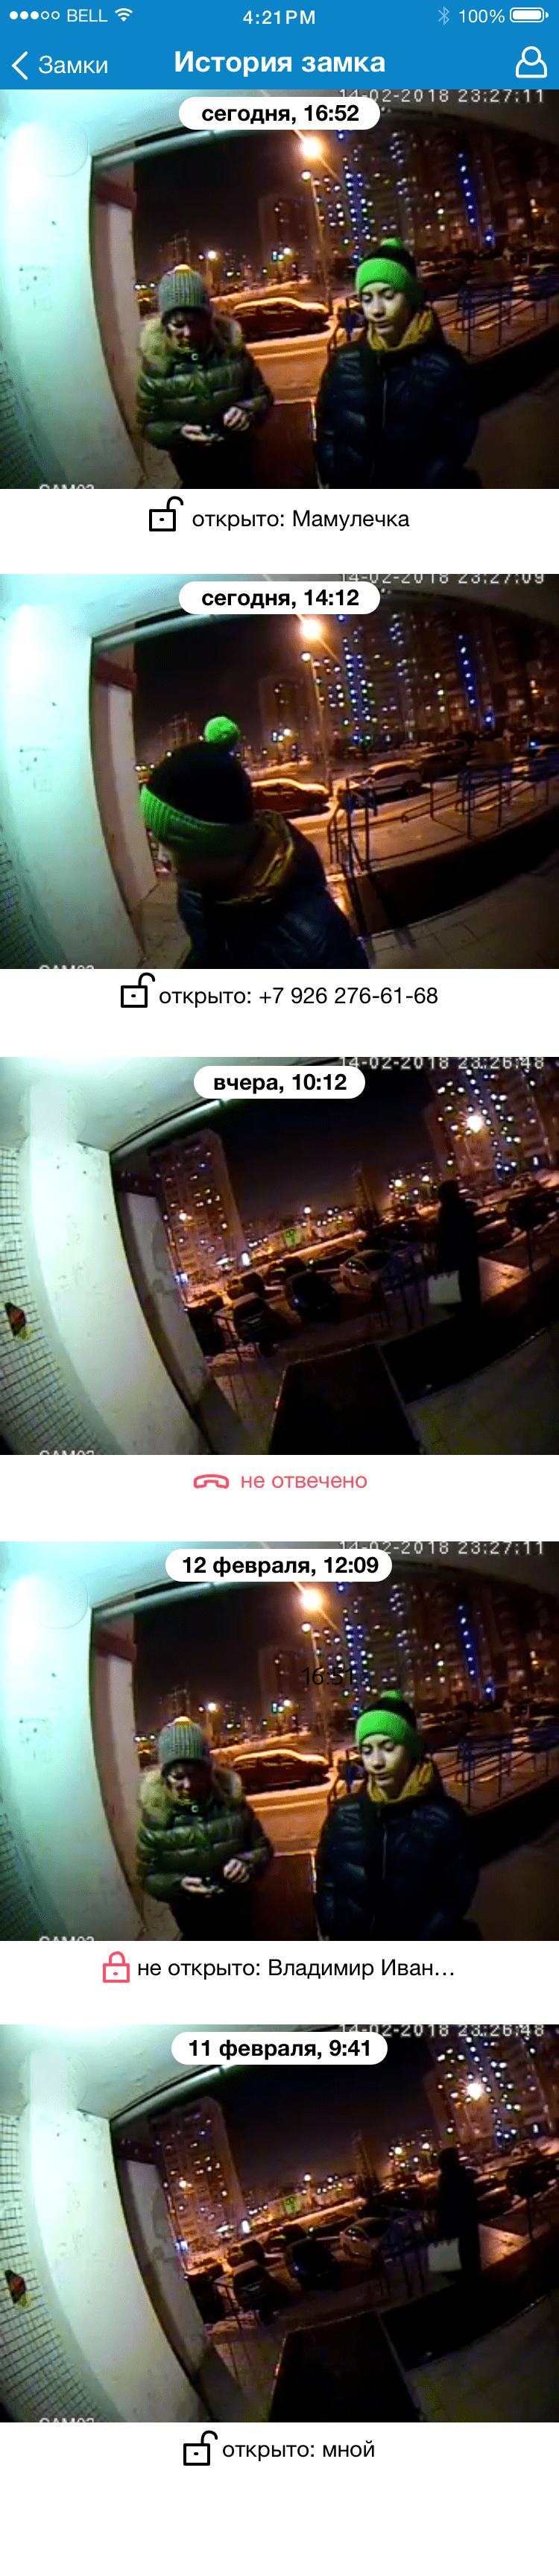 BELL 4:21PM 100%
Замки История замка
14-02-2018 23:27:11
сегодня, 16:52
открыто: Мамулечка
14-02-2018 23:27:09
сегодня, 14:12
открыто: +7 926 276-61-68
14-02-2018 23:26:48
вчера, 10:12
не отвечено
14-02-2018 23:27:11
12 февраля, 12:09
16:51
не открыто: Владимир Иван...
14-02-2018 23:26:48
11 февраля, 9:41
открыто: мной